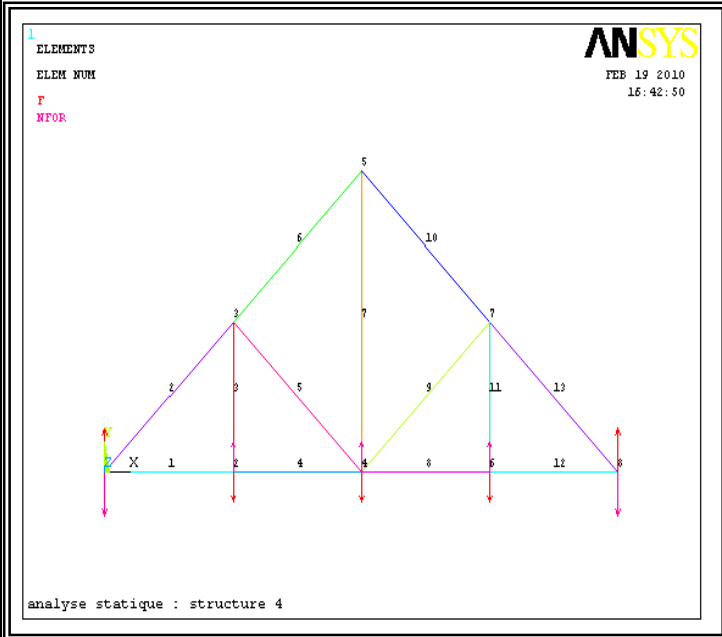 1
ELEMENTS
ELEM NUM
F
NFOR
ANSYS
FEB 19 2010
16:42:50
5
6
10
3
7
7
2
3
5
9
11
13
Y
Z
X
1
2
4
4
8
6
12
8
analyse statique : structure 4